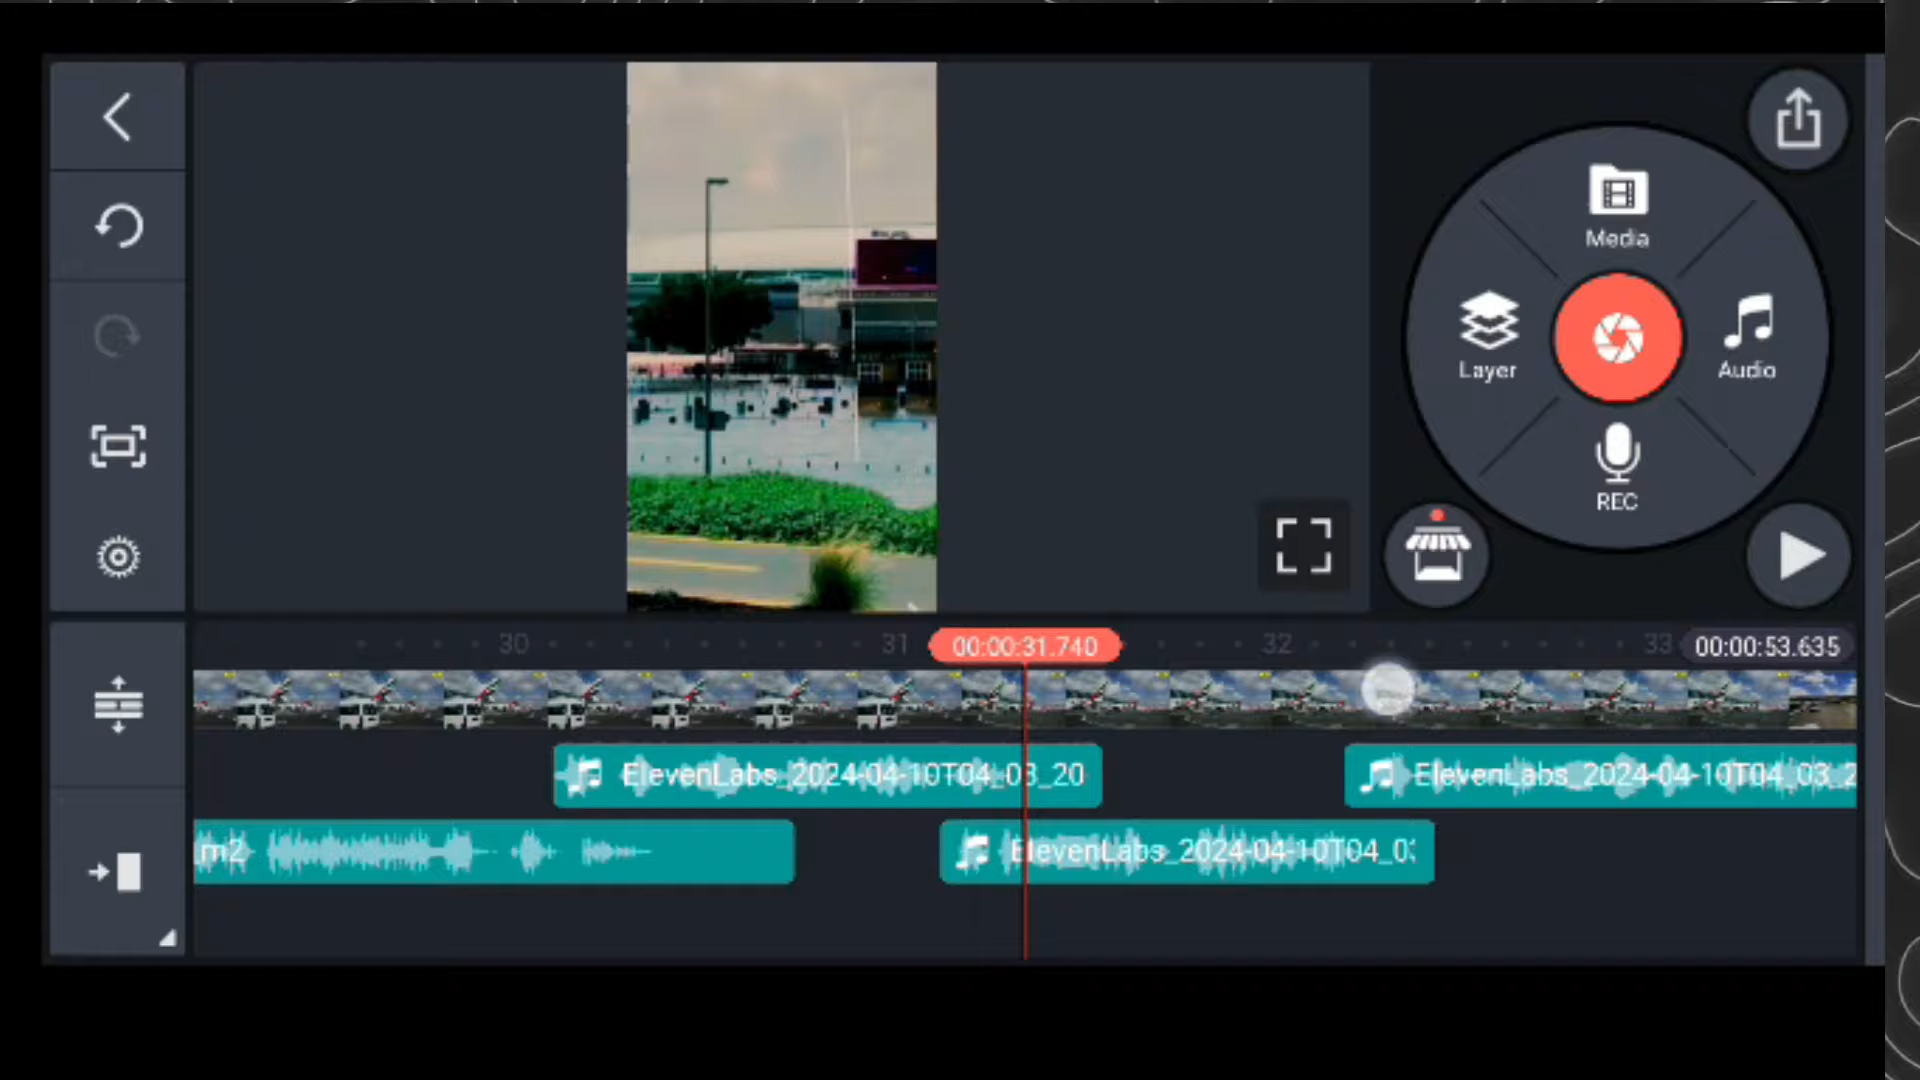 Media
Layer
Audio
REC
30
31
00:00:31.740
32
33
00:00:53.635
ElevenLabs_2024-04-10T04_03_20
ElevenLabs_2024-04-10T04_03_2
m2
ElevenLabs_2024-04-10T04_03